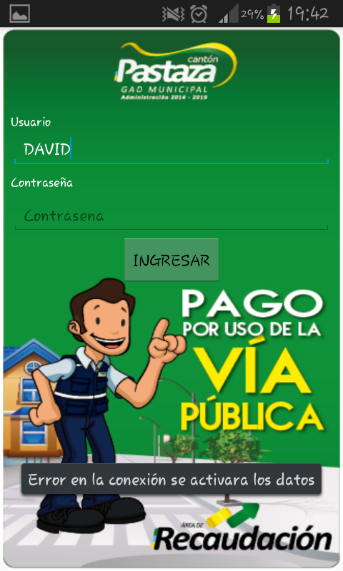 29% 19:42
cantón
Pastaza
GAD MUNICIPAL
Administración 2014 - 2019
Usuario
DAVID
Contraseña
Contrasena
INGRESAR
PAGO
POR USO DE LA
VÍA
PÚBLICA
Error en la conexión se activara los datos
ÁREA DE
Recaudación